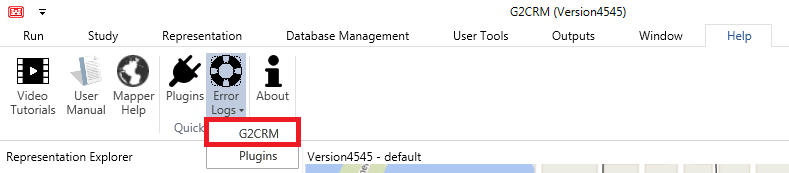 G2CRM (Version4545)
Run Study Representation Database Management User Tools Outputs Window Help
Video Tutorials
User Manual
Mapper Help
Plugins
Error Logs
About
Quick
G2CRM
Plugins
Representation Explorer
Version4545 - default